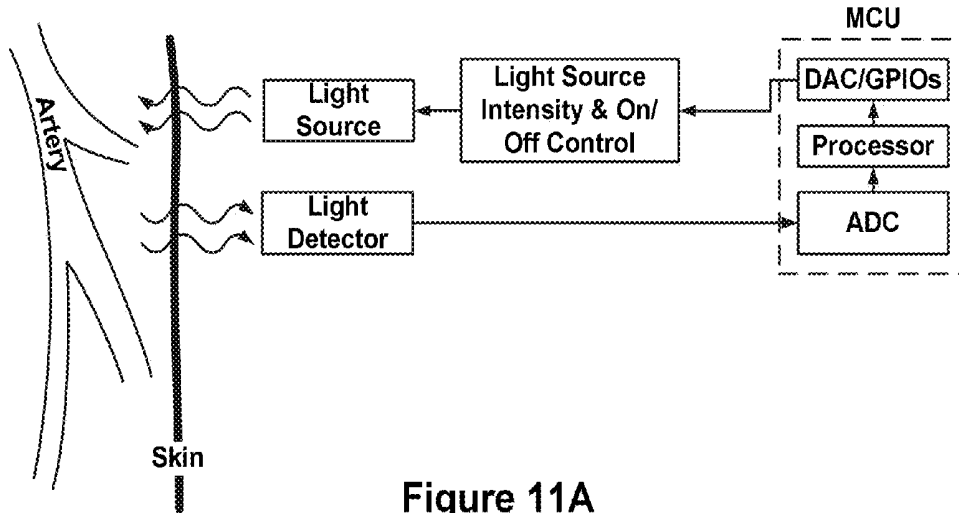 MCU
Light
Source
Light Source
Intensity & On/
Off Control
DAC/GPIOs
Processor
Artery
Light
Detector
ADC
Skin
Figure 11A